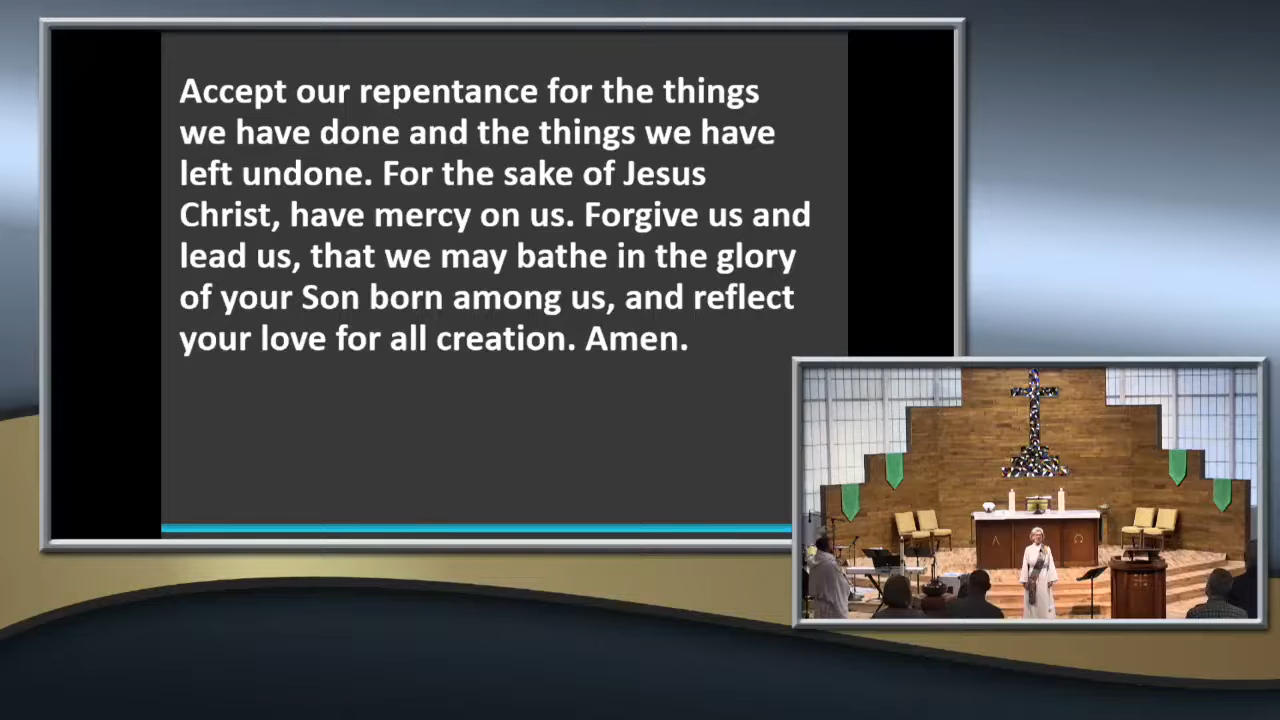 Accept our repentance for the things
we have done and the things we have
left undone. For the sake of Jesus
Christ, have mercy on us. Forgive us and
lead us, that we may bathe in the glory
of your Son born among us, and reflect
your love for all creation. Amen.
Α Ω